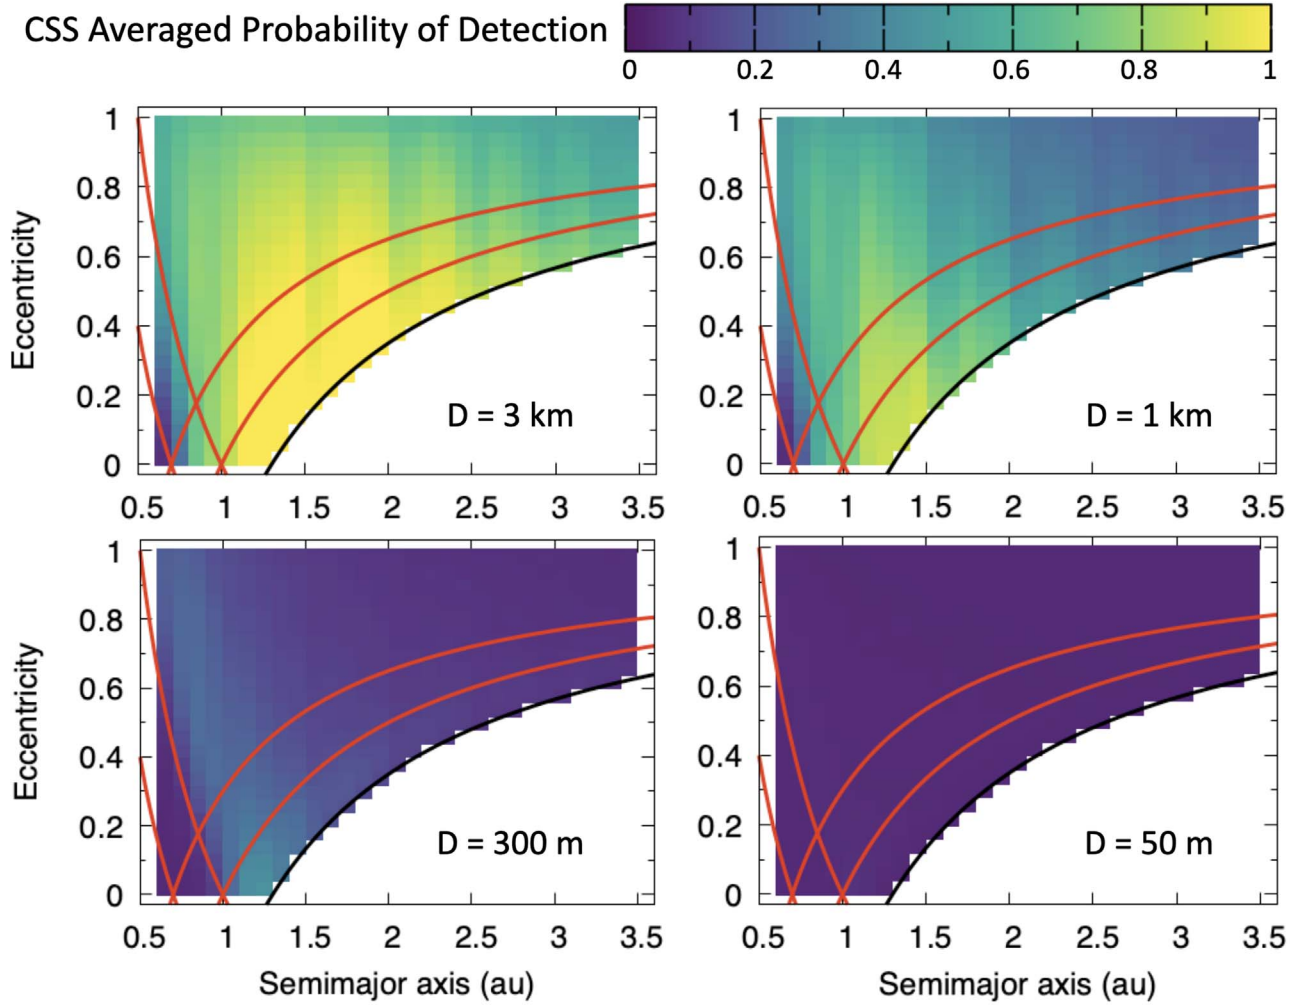 CSS Averaged Probability of Detection
0 0.2 0.4 0.6 0.8 1
Eccentricity
1
0.8
0.6
0.4
0.2
0
D = 3 km
0.5 1 1.5 2 2.5 3 3.5
1
0.8
0.6
0.4
0.2
0
D = 1 km
0.5 1 1.5 2 2.5 3 3.5
Eccentricity
1
0.8
0.6
0.4
0.2
0
D = 300 m
0.5 1 1.5 2 2.5 3 3.5
Semimajor axis (au)
1
0.8
0.6
0.4
0.2
0
D = 50 m
0.5 1 1.5 2 2.5 3 3.5
Semimajor axis (au)